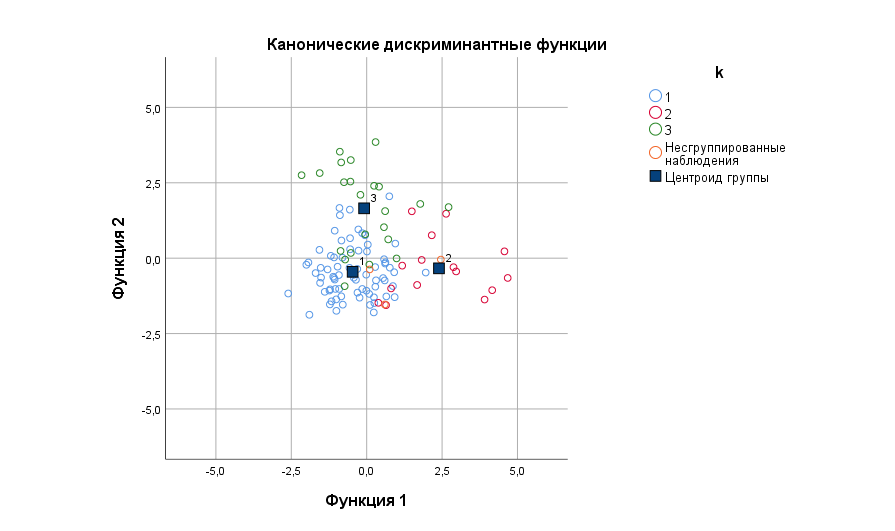 Канонические дискриминантные функции
k
1
2
3
Несгруппированные
наблюдения
Центроид группы
5,0
2,5
0,0
-2,5
-5,0
3
1
2
-5,0
-2,5
0,0
2,5
5,0
Функция 2
Функция 1